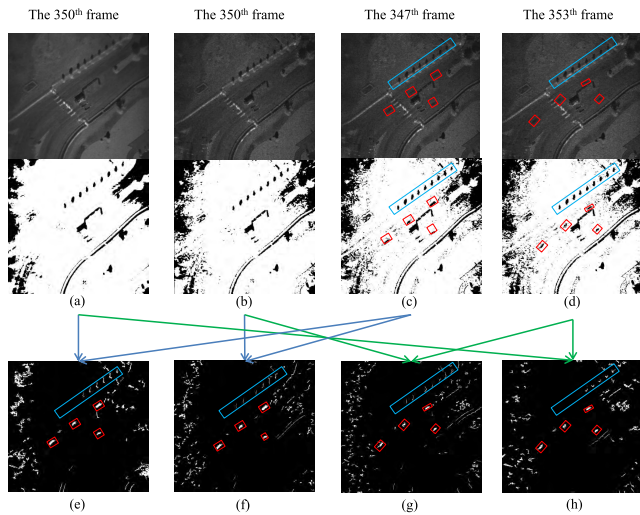 The 350th frame The 350th frame The 347th frame The 353th frame
(a) (b) (c) (d)
(e) (f) (g) (h)